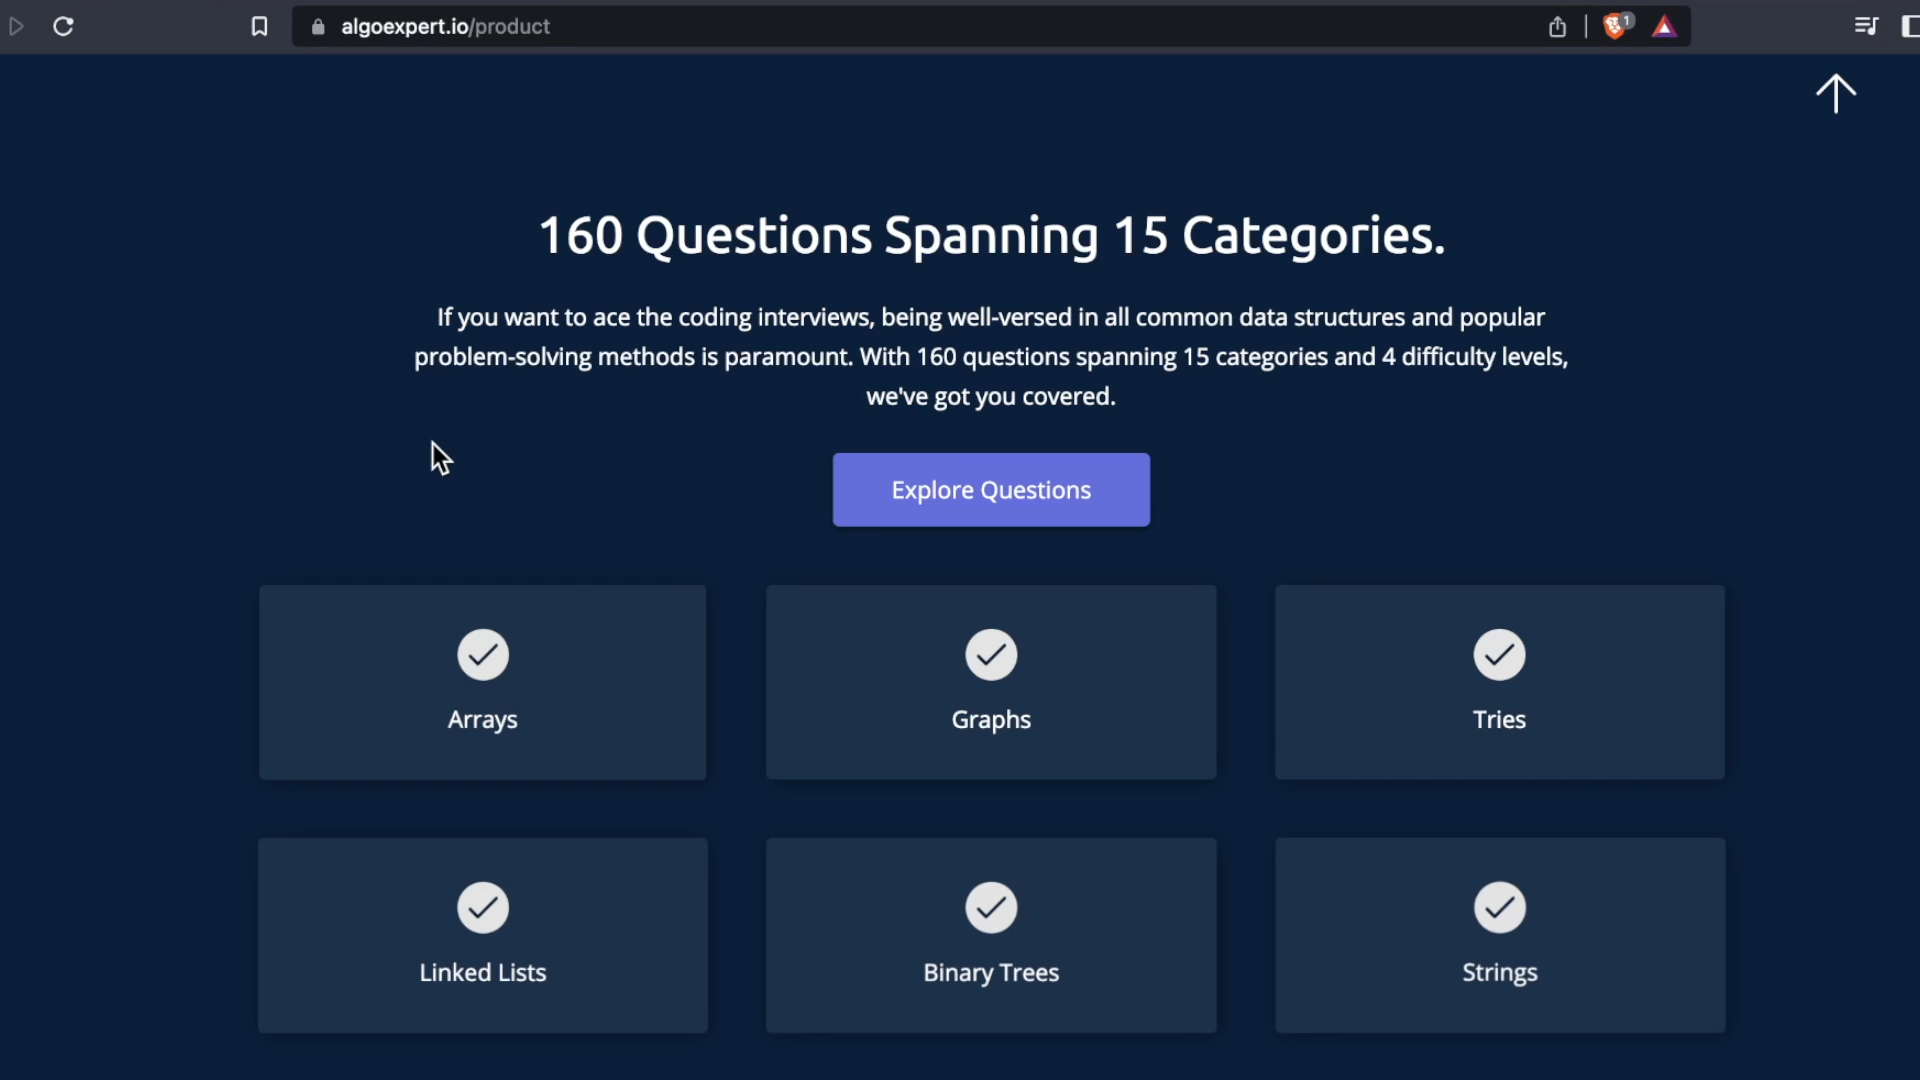 algoexpert.io/product
1
160 Questions Spanning 15 Categories.
If you want to ace the coding interviews, being well-versed in all common data structures and popular
problem-solving methods is paramount. With 160 questions spanning 15 categories and 4 difficulty levels,
we've got you covered.
Explore Questions
Arrays
Graphs
Tries
Linked Lists
Binary Trees
Strings